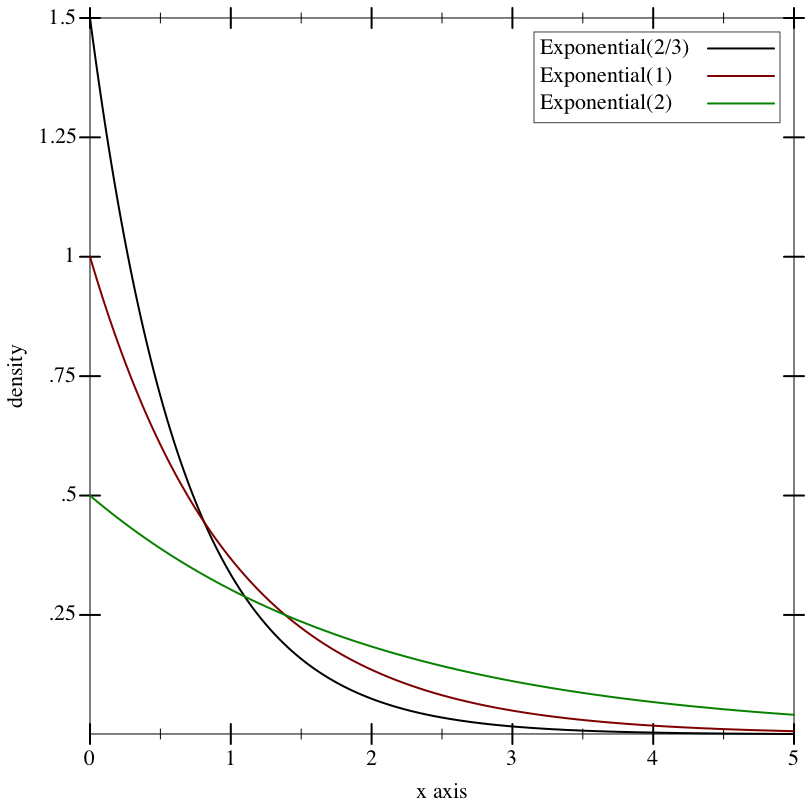 1.5
1.25
1
.75
.5
.25
density
Exponential(2/3)
Exponential(1)
Exponential(2)
0 1 2 3 4 5
x axis